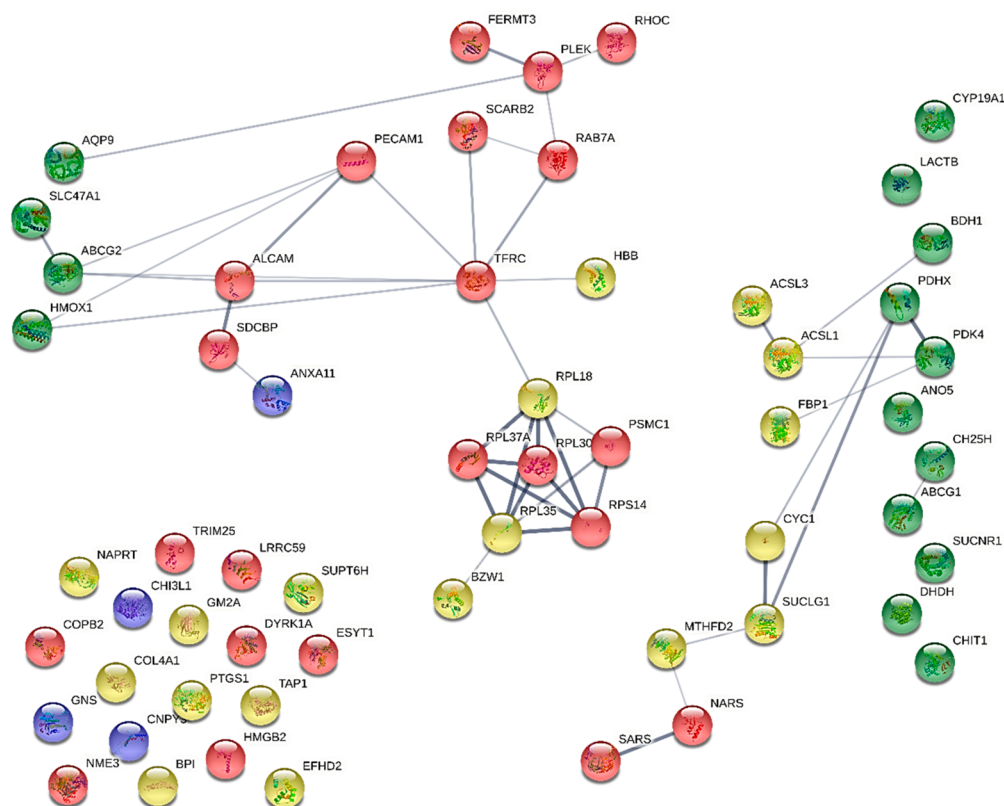 FERMT3
RHOC
PLEK
CYP19A1
SCARB2
AQP9
PECAM1
RAB7A
LACTB
SLC47A1
BDH1
ABCG2
ALCAM
TFRC
HBB
PDHX
ACSL3
HMOX1
SDCBP
ACSL1
PDK4
ANXA11
RPL18
FBP1
ANO5
RPL37A
RPL30
PSMC1
CH25H
ABCG1
RPL35
RPS14
CYC1
TRIM25
LRRC59
SUCNR1
NAPRT
CHI3L1
SUPT6H
BZW1
DHDH
GM2A
SUCLG1
COPB2
DYRK1A
ESYT1
MTHFD2
CHIT1
COL4A1
PTGS1
TAP1
GNS
CNPY3
NARS
HMGB2
SARS
NME3
BPI
EFHD2